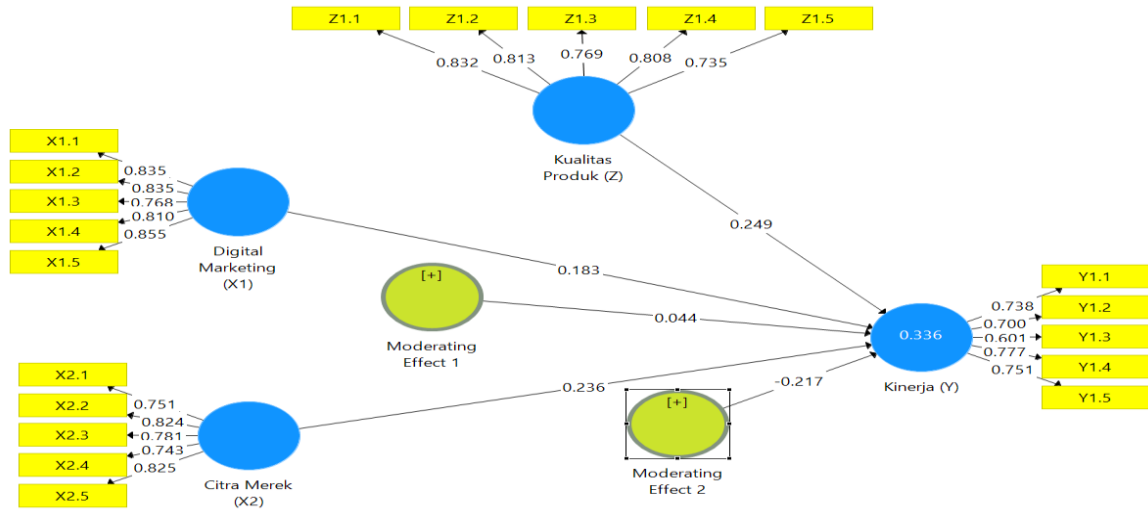 Z1.1
Z1.2
Z1.3
Z1.4
Z1.5
0.832
0.813
0.769
0.808
0.735
Kualitas
Produk (Z)
X1.1
X1.2
X1.3
X1.4
X1.5
0.835
0.835
0.768
0.810
0.855
Digital
Marketing
(X1)
0.249
0.183
[+]
Moderating
Effect 1
0.044
0.336
Kinerja (Y)
Y1.1
Y1.2
Y1.3
Y1.4
Y1.5
0.738
0.700
0.601
0.777
0.751
X2.1
X2.2
X2.3
X2.4
X2.5
0.751
0.824
0.781
0.743
0.825
Citra Merek
(X2)
0.236
-0.217
[+]
Moderating
Effect 2